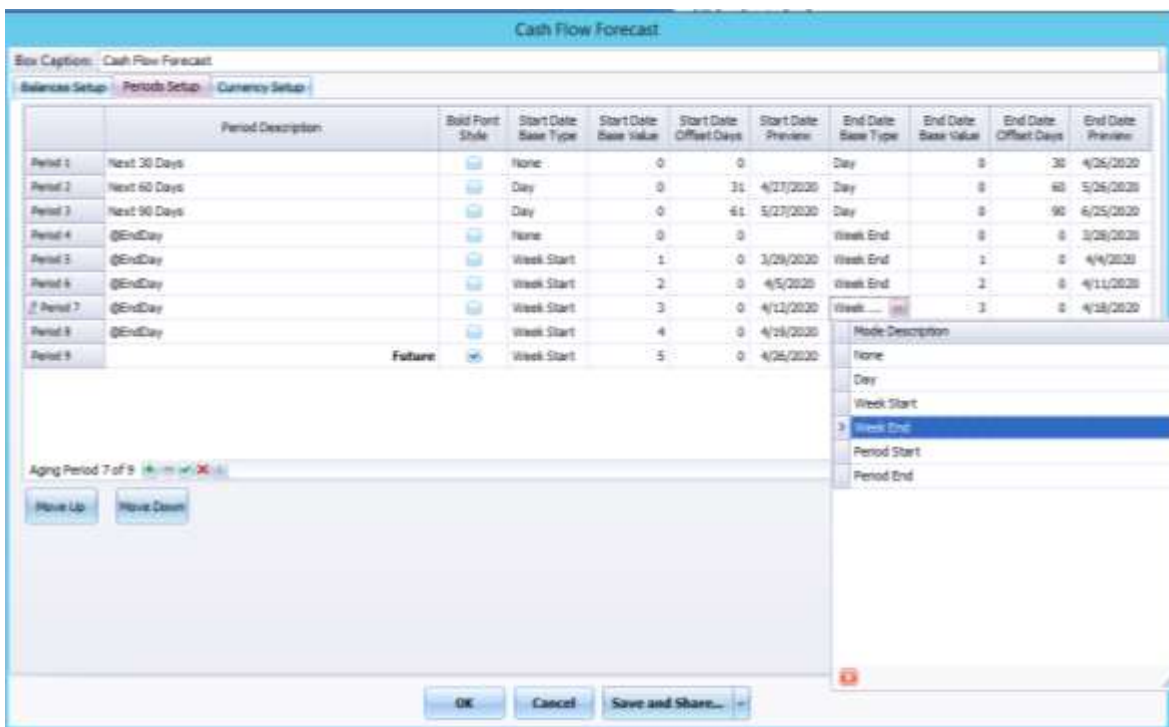 Cash Flow Forecast
Box Caption: Cash Flow Forecast
Balances Setup Periods Setup Currency Setup
Period Description Bold Font Style Start Date Base Type Start Date Base Value Start Date Offset Days Start Date Preview End Date Base Type End Date Base Value End Date Offset Days End Date Preview
Period 1 Next 30 Days None 0 0 Day 0 30 4/26/2020
Period 2 Next 60 Days Day 0 31 4/27/2020 Day 0 60 5/26/2020
Period 3 Next 90 Days Day 0 61 5/27/2020 Day 0 90 6/25/2020
Period 4 @EndDay None 0 0 Week End 0 0 3/28/2020
Period 5 @EndDay Week Start 1 0 3/29/2020 Week End 1 0 4/4/2020
Period 6 @EndDay Week Start 2 0 4/5/2020 Week End 2 0 4/11/2020
Period 7 @EndDay Week Start 3 0 4/12/2020 Week ... 3 0 4/18/2020
Period 8 @EndDay Week Start 4 0 4/19/2020
Period 9 Future Week Start 5 0 4/26/2020
Mode Description
None
Day
Week Start
Week End
Period Start
Period End
Aging Period 7 of 9
Move Up Move Down
OK Cancel Save and Share...